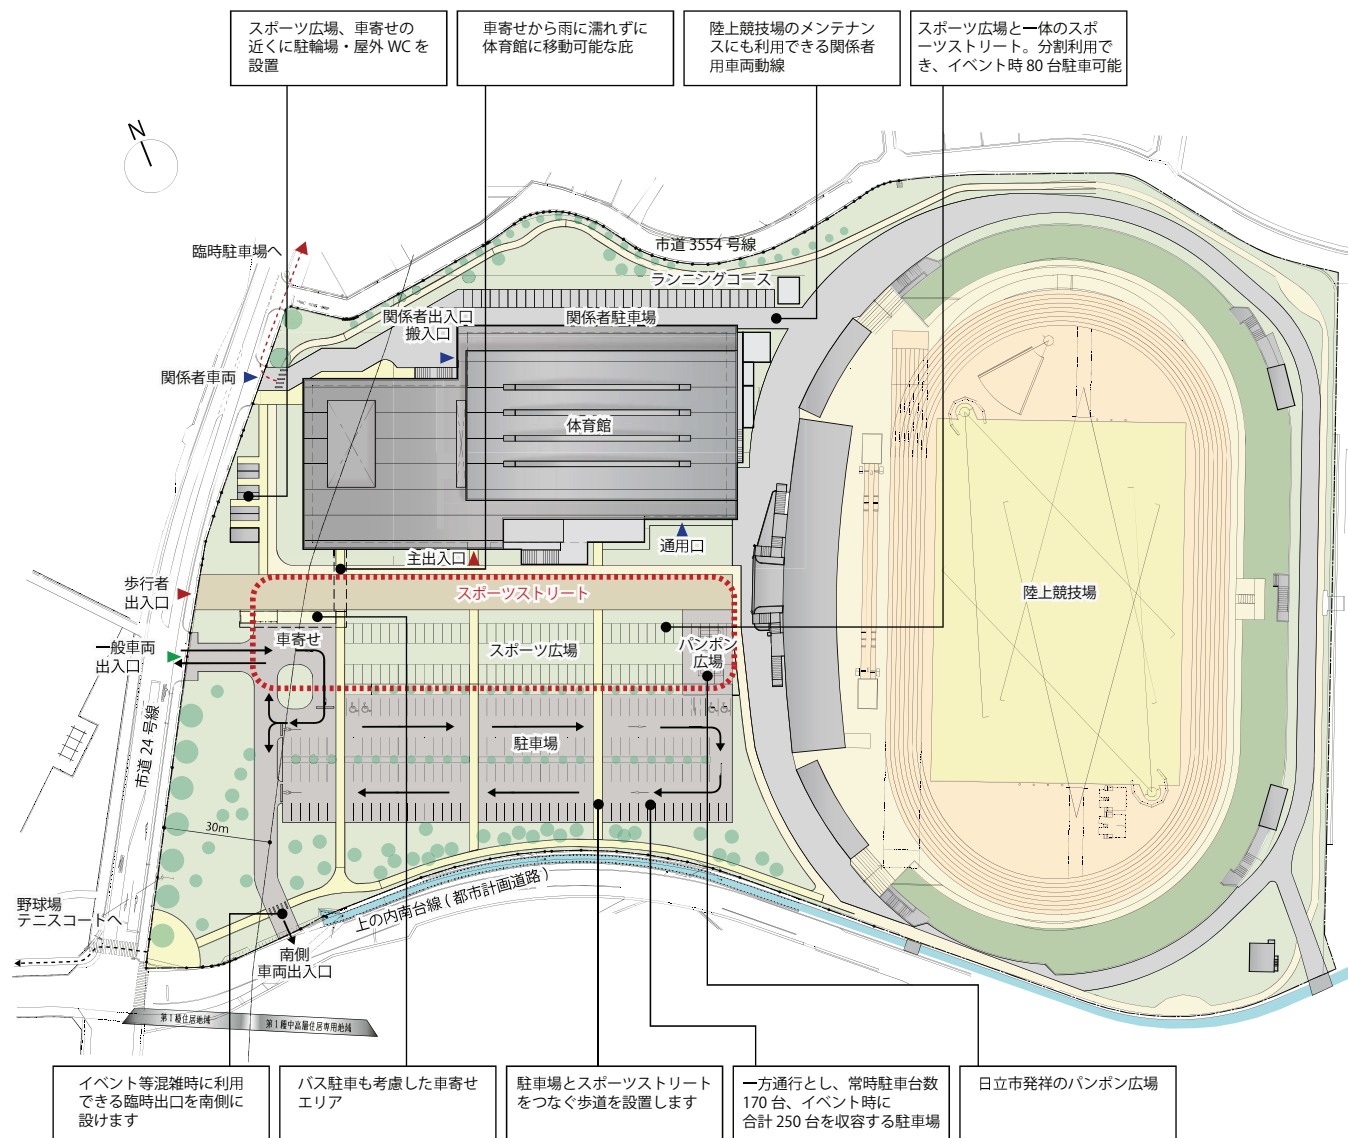 スポーツ広場、車寄せの
近くに駐輪場・屋外 WC を
設置
車寄せから雨に濡れずに
体育館に移動可能な庇
陸上競技場のメンテナン
スにも利用できる関係者
用車両動線
スポーツ広場と一体のスポ
ーツストリート。分割利用で
き、イベント時 80 台駐車可能
N
臨時駐車場へ
市道 3554 号線
ランニングコース
関係者出入口
搬入口
関係者駐車場
関係者車両
体育館
主出入口
通用口
歩行者
出入口
スポーツストリート
陸上競技場
一般車両
出入口
車寄せ
スポーツ広場
パンポン
広場
市道 24 号線
駐車場
30m
野球場
テニスコートへ
上の内南台線 ( 都市計画道路 )
南側
車両出入口
第1種住居地域
第1種中高層住居専用地域
イベント等混雑時に利用
できる臨時出口を南側に
設けます
バス駐車も考慮した車寄せ
エリア
駐車場とスポーツストリート
をつなぐ歩道を設置します
一方通行とし、常時駐車台数
170 台、イベント時に
合計 250 台を収容する駐車場
日立市発祥のパンポン広場